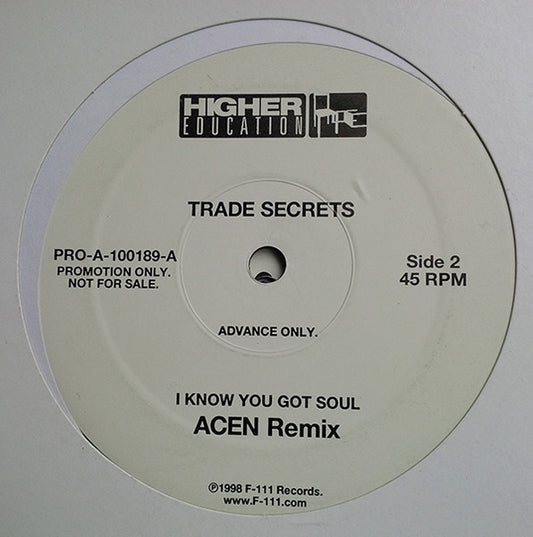 HIGHER
EDUCATION
TRADE SECRETS
PRO-A-100189-A
PROMOTION ONLY.
NOT FOR SALE.
Side 2
45 RPM
ADVANCE ONLY.
I KNOW YOU GOT SOUL
ACEN Remix
℗1998 F-111 Records.
www.F-111.com